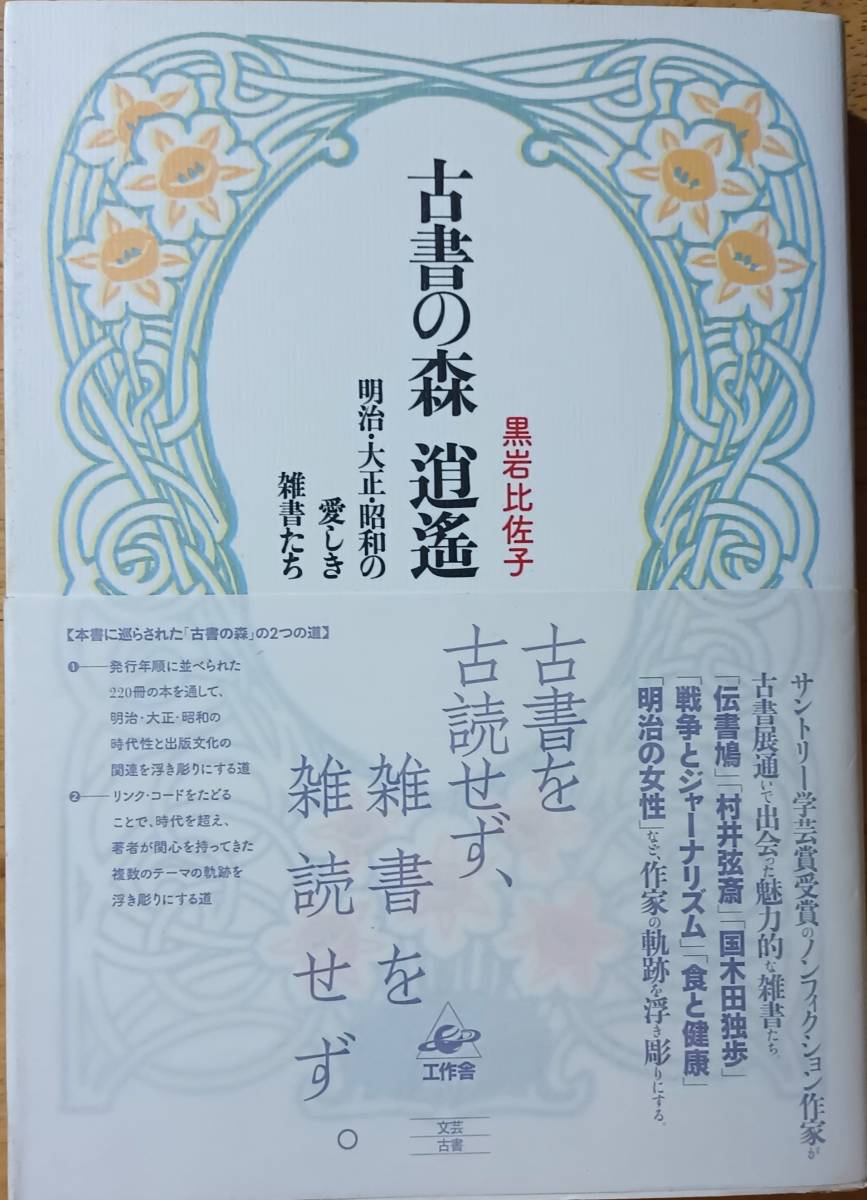 黒岩比佐子
古書の森 逍遙
明治・大正・昭和の
愛しき
雑書たち
サントリー学芸賞受賞のノンフィクション作家が
古書展通いで出会った魅力的な雑書たち。
「伝書鳩」「村井弦斎」「国木田独歩」
「戦争とジャーナリズム」「食と健康」
「明治の女性」など、作家の軌跡を浮き彫りにする。
古書を
古読せず、
雑書を
雑読せず。
【本書に巡らされた「古書の森」の2つの道】
❶──発行年順に並べられた
220冊の本を通して、
明治・大正・昭和の
時代性と出版文化の
関連を浮き彫りにする道
❷──リンク・コードをたどる
ことで、時代を超え、
著者が関心を持ってきた
複数のテーマの軌跡を
浮き彫りにする道
工作舎
文芸
古書